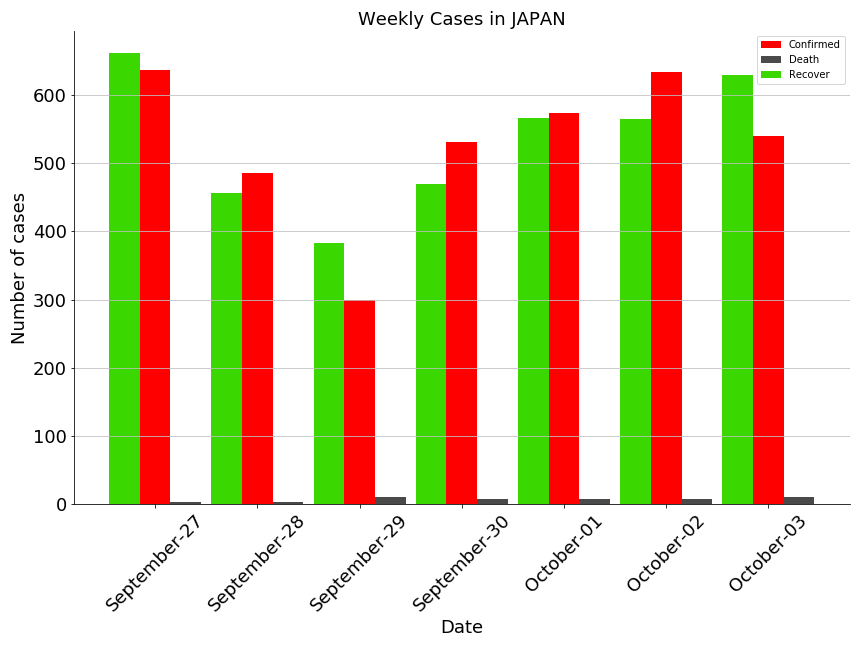 Weekly Cases in JAPAN
Confirmed
Death
Recover
Number of cases
600
500
400
300
200
100
0
September-27
September-28
September-29
September-30
October-01
October-02
October-03
Date